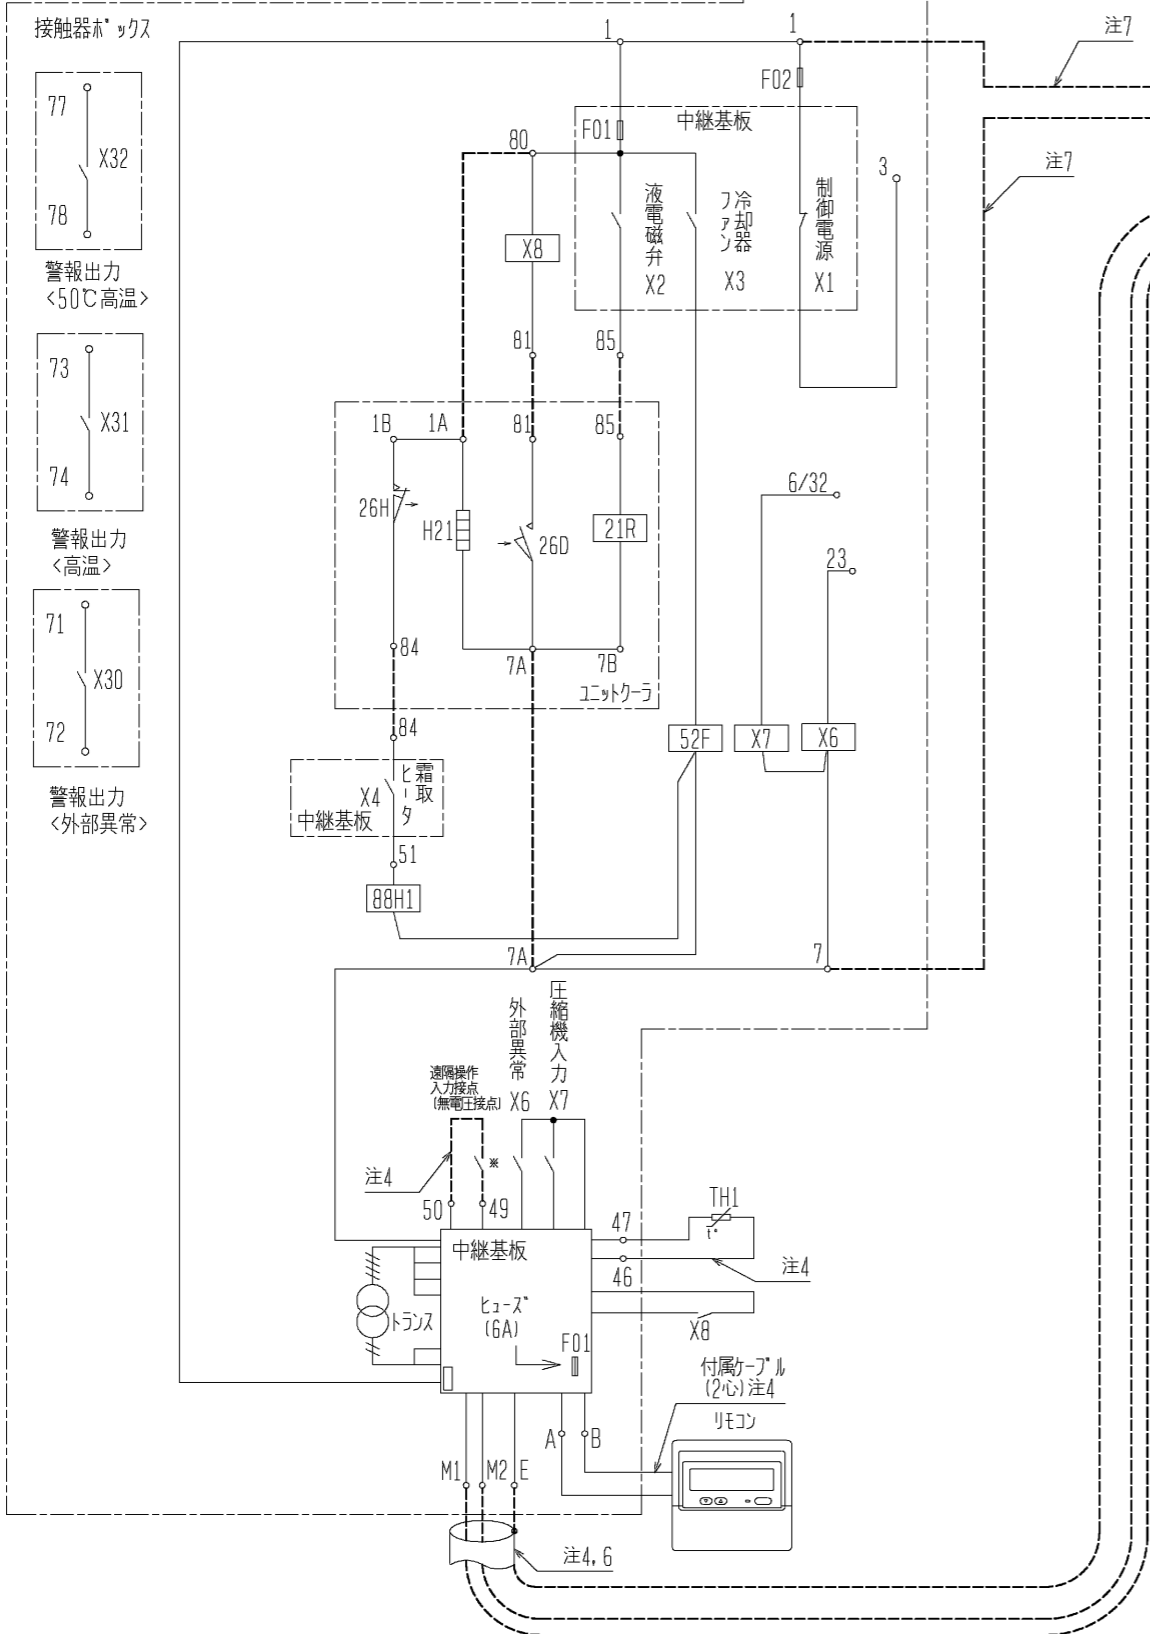 接触器ボックス
77
X32
78
警報出力
<50℃高温>
73
X31
74
警報出力
<高温>
71
X30
72
警報出力
<外部異常>
1
1
注7
F02
中継基板
F01
80
3
注7
液電磁弁
X2
冷却器
ファン
X3
制御電源
X1
X8
81
85
1B
1A
81
85
26H
H21
26D
21R
6/32
23
84
7A
7B
ユニットクーラ
84
52F
X7
X6
霜取
ヒータ
X4
中継基板
51
88H1
7A
7
外部異常
X6
圧縮機入力
X7
遠隔操作
入力接点
(無電圧接点)
※
注4
50
49
47
TH1
t°
中継基板
46
注4
ヒューズ
(6A)
F01
トランス
X8
付属ケーブル
(2心)注4
リモコン
A
B
M1
M2
E
注4,6